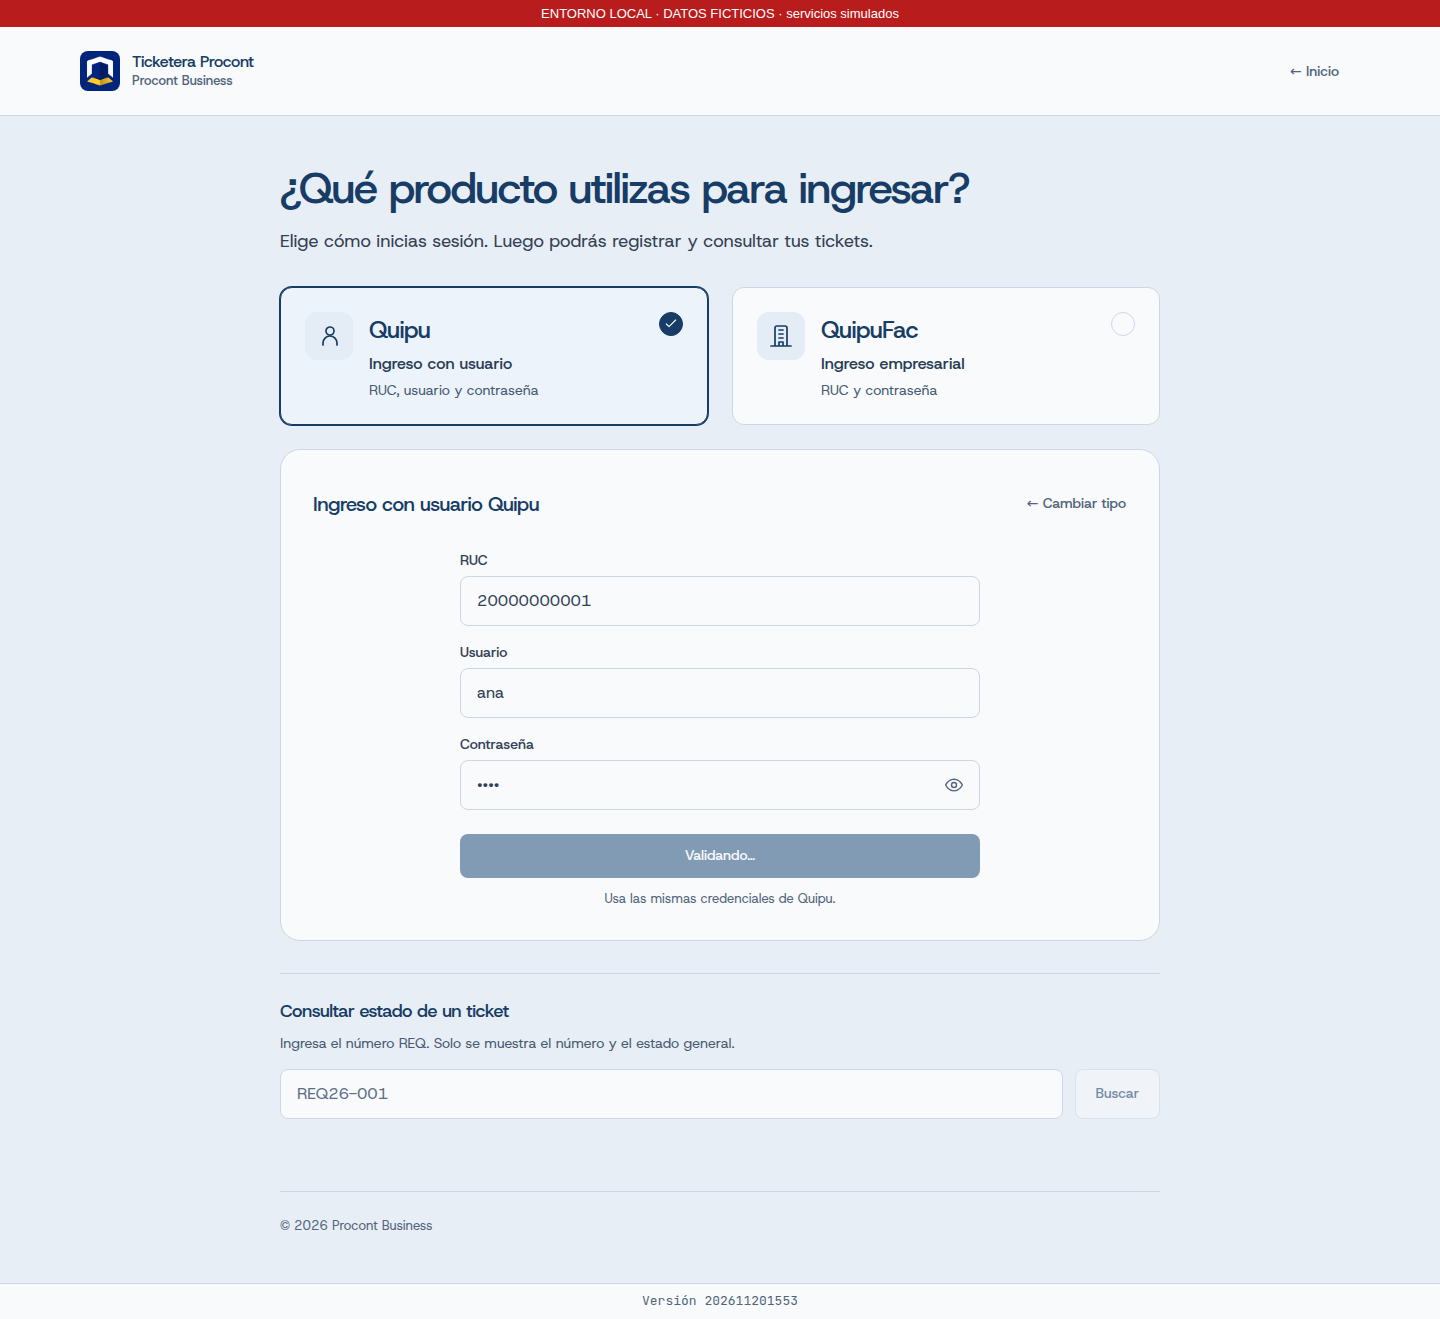 ENTORNO LOCAL · DATOS FICTICIOS · servicios simulados
Ticketera Procont
Procont Business
← Inicio
¿Qué producto utilizas para ingresar?
Elige cómo inicias sesión. Luego podrás registrar y consultar tus tickets.
Quipu
Ingreso con usuario
RUC, usuario y contraseña
QuipuFac
Ingreso empresarial
RUC y contraseña
Ingreso con usuario Quipu
← Cambiar tipo
RUC
20000000001
Usuario
ana
Contraseña
••••
Validando…
Usa las mismas credenciales de Quipu.
Consultar estado de un ticket
Ingresa el número REQ. Solo se muestra el número y el estado general.
REQ26-001
Buscar
© 2026 Procont Business
Versión 202611201553